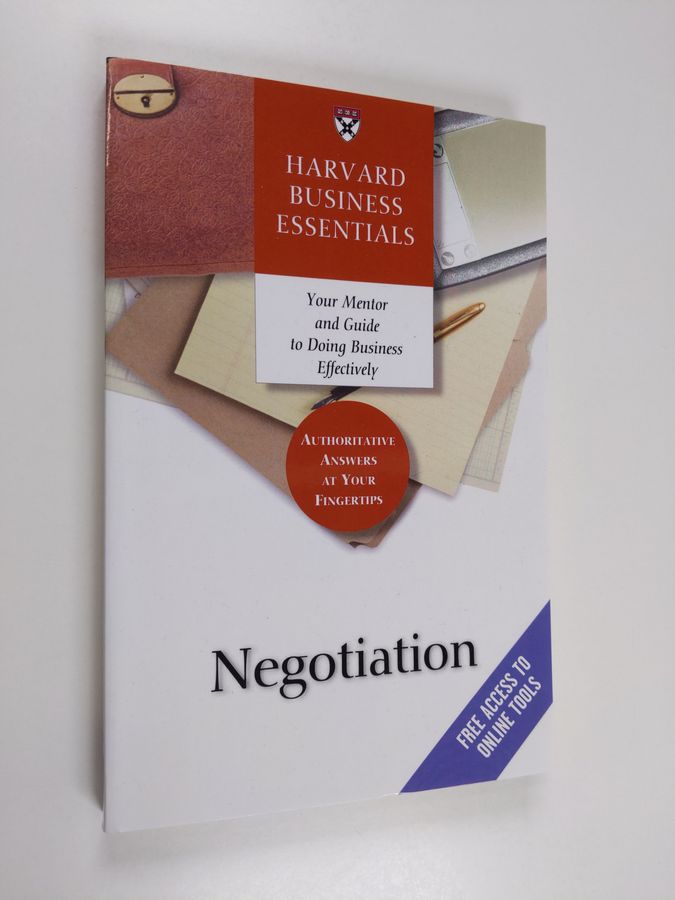 HARVARD
BUSINESS
ESSENTIALS
Your Mentor
and Guide
to Doing Business
Effectively
AUTHORITATIVE
ANSWERS
AT YOUR
FINGERTIPS
Negotiation
FREE ACCESS TO
ONLINE TOOLS